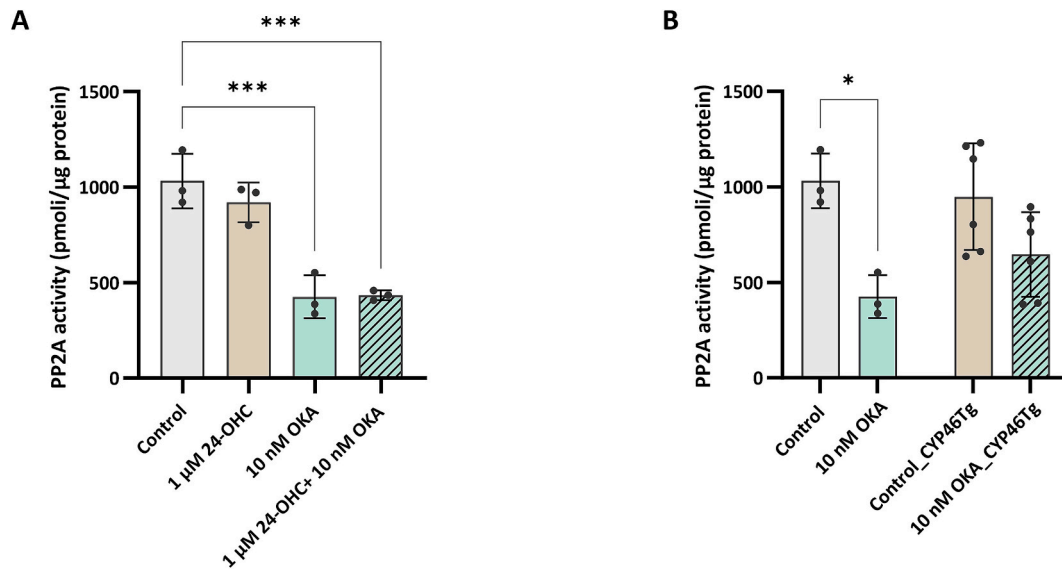 A
***
***
PP2A activity (pmoli/µg protein)
1500
1000
500
0
Control
1 µM 24-OHC
10 nM OKA
1 µM 24-OHC+ 10 nM OKA
B
*
PP2A activity (pmoli/µg protein)
1500
1000
500
0
Control
10 nM OKA
Control_CYP46Tg
10 nM OKA_CYP46Tg